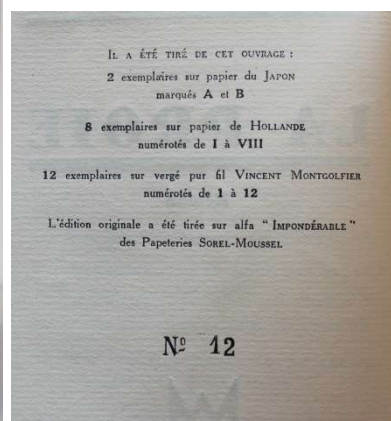 IL A ÉTÉ TIRÉ DE CET OUVRAGE :
2 exemplaires sur papier du JAPON
marqués A et B
8 exemplaires sur papier de HOLLANDE
numérotés de I à VIII
12 exemplaires sur vergé pur fil VINCENT MONTGOLFIER
numérotés de 1 à 12
L'édition originale a été tirée sur alfa " IMPONDÉRABLE "
des Papeteries SOREL-MOUSSEL
Nº 12